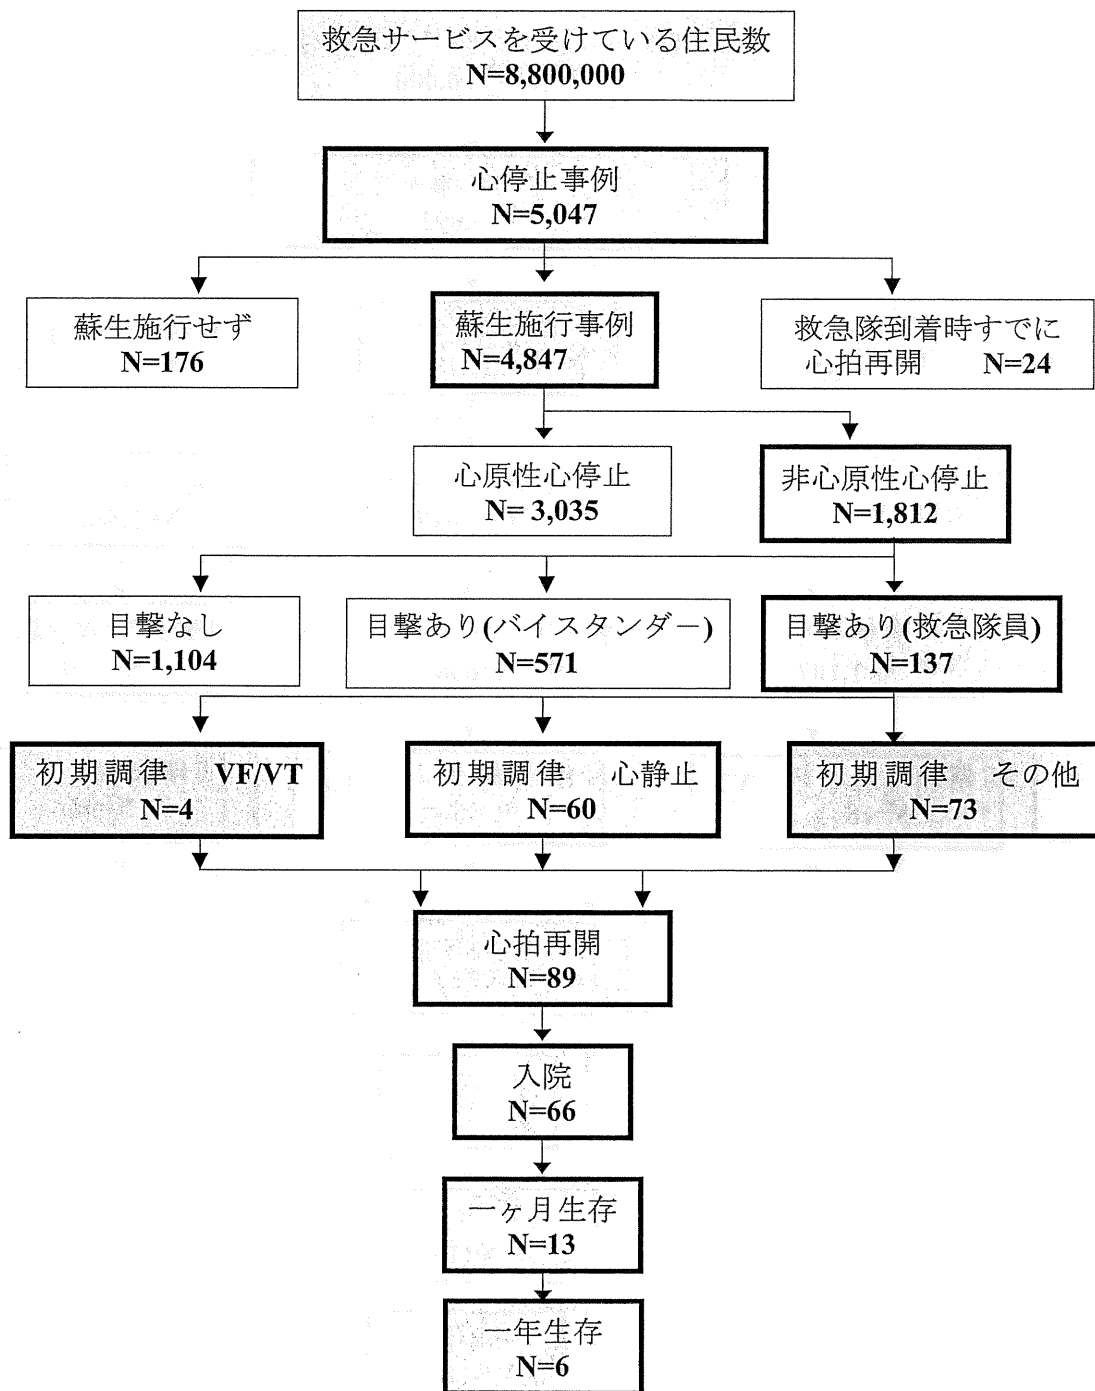 救急サービスを受けている住民数
N=8,800,000
心停止事例
N=5,047
蘇生施行せず
N=176
蘇生施行事例
N=4,847
救急隊到着時すでに
心拍再開 N=24
心原性心停止
N= 3,035
非心原性心停止
N=1,812
目撃なし
N=1,104
目撃あり(バイスタンダー)
N=571
目撃あり(救急隊員)
N=137
初期調律 VF/VT
N=4
初期調律 心静止
N=60
初期調律 その他
N=73
心拍再開
N=89
入院
N=66
一ヶ月生存
N=13
一年生存
N=6